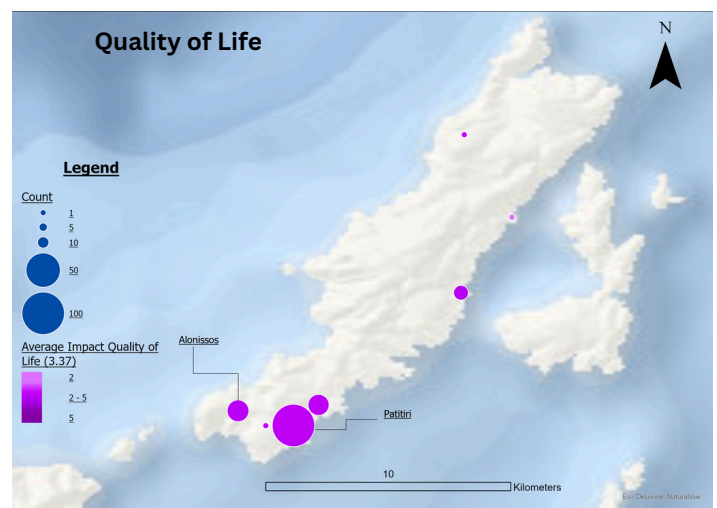 Quality of Life
N
Legend
Count
1
5
10
50
100
Average Impact Quality of
Life (3.37)
2
2 - 5
5
Alonissos
Patitiri
10
Kilometers
Esri, DeLorme, NaturalVue